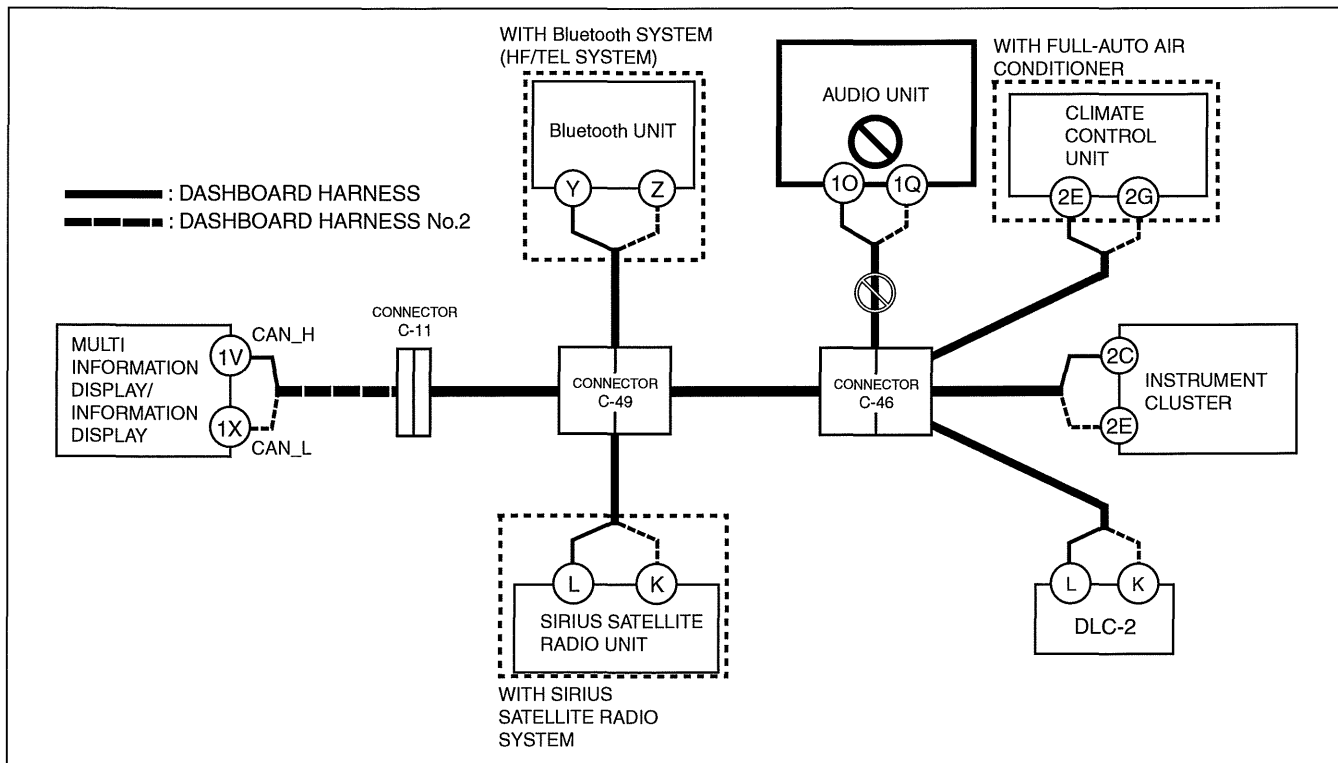 WITH Bluetooth SYSTEM
(HF/TEL SYSTEM)
Bluetooth UNIT
Y
Z
AUDIO UNIT
1O
1Q
WITH FULL-AUTO AIR
CONDITIONER
CLIMATE
CONTROL
UNIT
2E
2G
: DASHBOARD HARNESS
: DASHBOARD HARNESS No.2
MULTI
INFORMATION
DISPLAY/
INFORMATION
DISPLAY
1V
CAN_H
1X
CAN_L
CONNECTOR
C-11
CONNECTOR
C-49
CONNECTOR
C-46
2C
2E
INSTRUMENT
CLUSTER
L
K
SIRIUS SATELLITE
RADIO UNIT
WITH SIRIUS
SATELLITE RADIO
SYSTEM
L
K
DLC-2